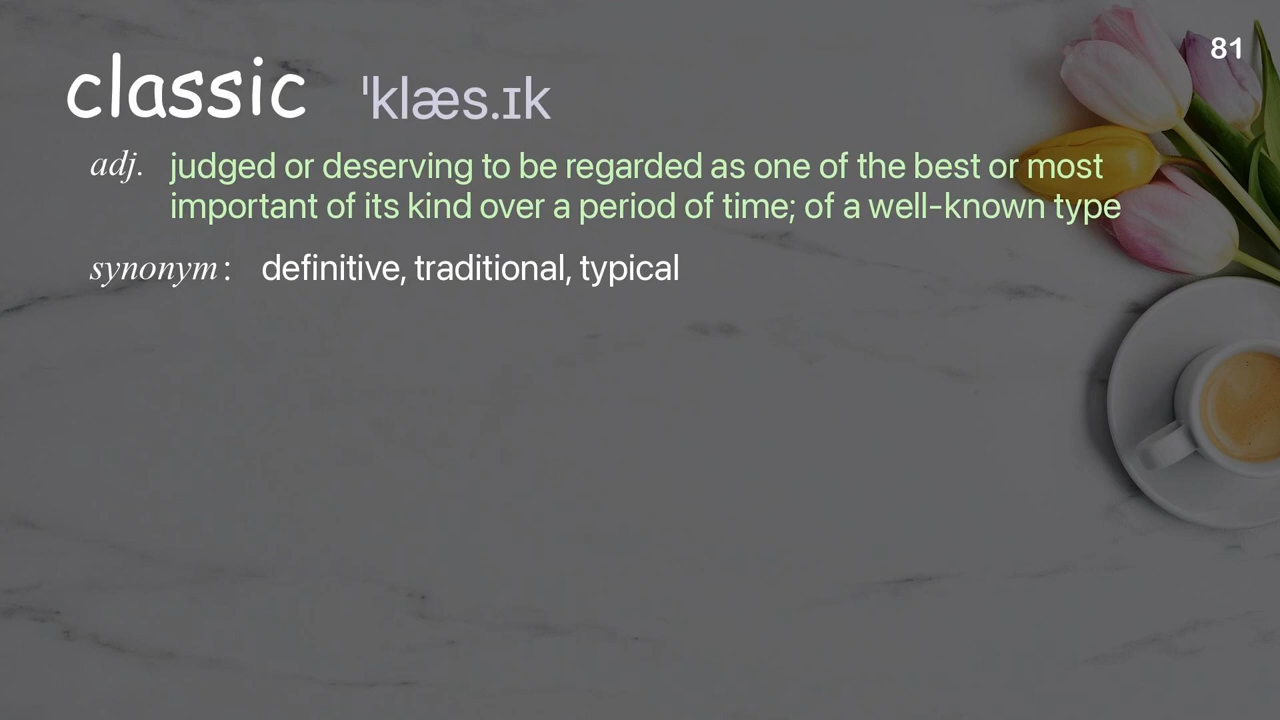 81
classic ˈklæs.ɪk
adj. judged or deserving to be regarded as one of the best or most
important of its kind over a period of time; of a well-known type
synonym: definitive, traditional, typical